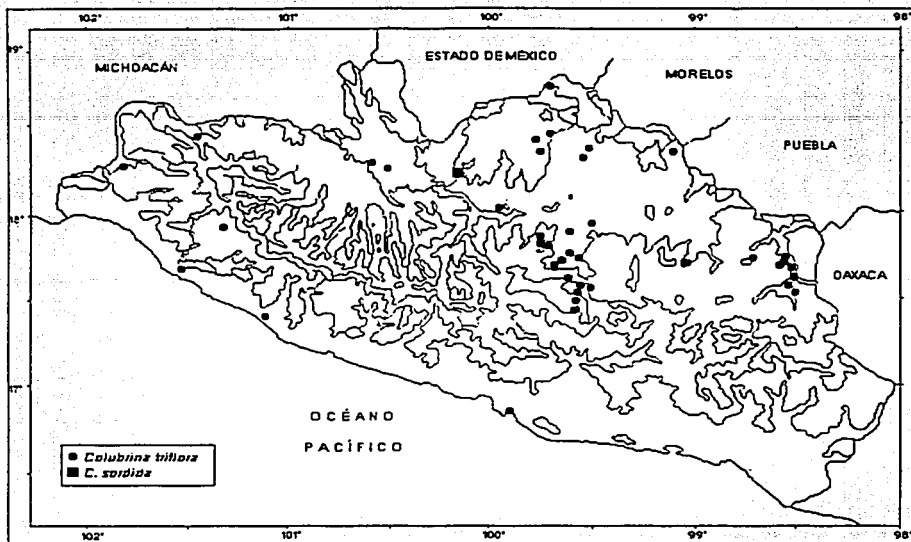 102° 101° 100° 99° 98°
ESTADO DE MÉXICO
MICHOACÁN
MORELOS
PUEBLA
OAXACA
OCÉANO
PACÍFICO
Colubrina triflora
C. sordida
102° 101° 100° 99° 98°